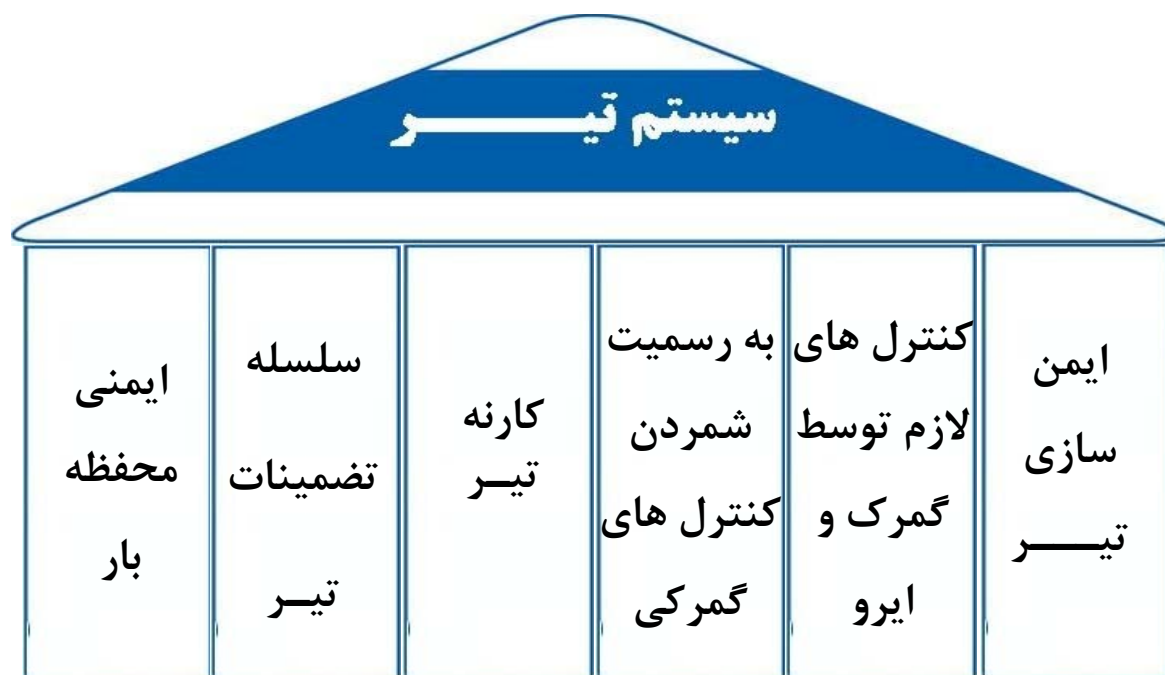 سیستم تیـــــــر
ایمن
سازی
تیـــــر
کنترل های
لازم توسط
گمرک و
ایرو
به رسمیت
شمردن
کنترل های
گمرکی
کارنه
تیــر
سلسله
تضمینات
تیــر
ایمنی
محفظه
بار